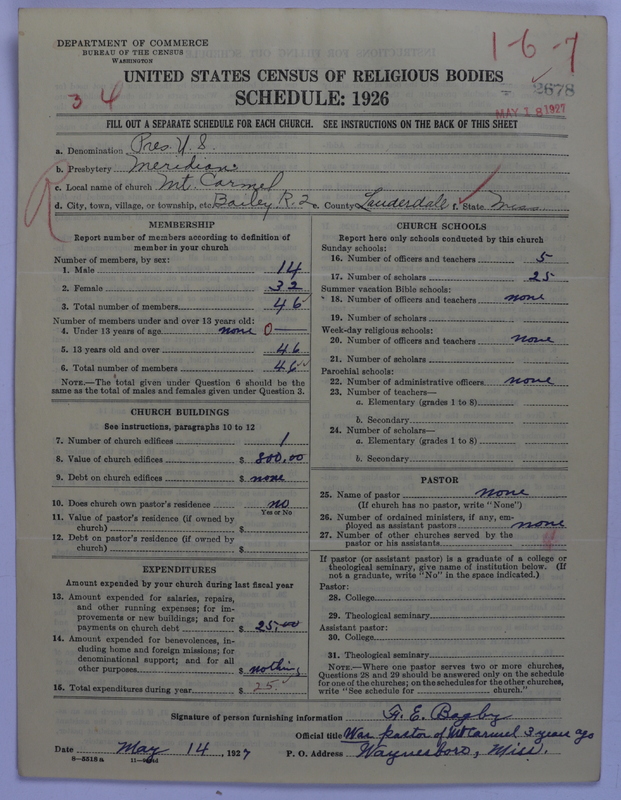 DEPARTMENT OF COMMERCE
BUREAU OF THE CENSUS
WASHINGTON
1-6-7
UNITED STATES CENSUS OF RELIGIOUS BODIES
3 4
SCHEDULE: 1926
2678
MAY 18 1927
FILL OUT A SEPARATE SCHEDULE FOR EACH CHURCH. SEE INSTRUCTIONS ON THE BACK OF THIS SHEET
a. Denomination Pres. U.S.
b. Presbytery Meridian
c. Local name of church Mt. Carmel
d. City, town, village, or township, etc. Bailey, R. 2 e. County Lauderdale f. State Miss
R
MEMBERSHIP
Report number of members according to definition of
member in your church
Number of members, by sex:
1. Male 14
2. Female 32
3. Total number of members 46
Number of members under and over 13 years old:
4. Under 13 years of age none 0
5. 13 years old and over 46
6. Total number of members 46
NOTE.—The total given under Question 6 should be the
same as the total of males and females given under Question 3.
CHURCH BUILDINGS
See instructions, paragraphs 10 to 12
7. Number of church edifices 1
8. Value of church edifices $ 800.00
9. Debt on church edifices $ none
10. Does church own pastor's residence no
Yes or No
11. Value of pastor's residence (if owned by
church) $
12. Debt on pastor's residence (if owned by
church) $
EXPENDITURES
Amount expended by your church during last fiscal year
13. Amount expended for salaries, repairs,
and other running expenses; for im-
provements or new buildings; and for
payments on church debt $ 25.00
14. Amount expended for benevolences, in-
cluding home and foreign missions; for
denominational support; and for all
other purposes $ nothing
15. Total expenditures during year $ 25.
CHURCH SCHOOLS
Report here only schools conducted by this church
Sunday schools:
16. Number of officers and teachers 5
17. Number of scholars 25
Summer vacation Bible schools:
18. Number of officers and teachers none
19. Number of scholars
Week-day religious schools:
20. Number of officers and teachers none
21. Number of scholars
Parochial schools:
22. Number of administrative officers none
23. Number of teachers—
a. Elementary (grades 1 to 8)
b. Secondary
24. Number of scholars—
a. Elementary (grades 1 to 8)
b. Secondary
PASTOR
25. Name of pastor none
(If church has no pastor, write "None")
26. Number of ordained ministers, if any, em-
ployed as assistant pastors none
27. Number of other churches served by the
pastor or his assistants
If pastor (or assistant pastor) is a graduate of a college or
theological seminary, give name of institution below. (If
not a graduate, write "No" in the space indicated.)
Pastor:
28. College
29. Theological seminary
Assistant pastor:
30. College
31. Theological seminary
NOTE.—Where one pastor serves two or more churches,
Questions 28 and 29 should be answered only on the schedule
for one of the churches; on the schedules for the other churches,
write "See schedule for church."
Signature of person furnishing information E. Bagby
Official title Was pastor of Mt Carmel 3 years ago
Date May 14, 1927 P. O. Address Waynesboro, Miss.
8-5518a